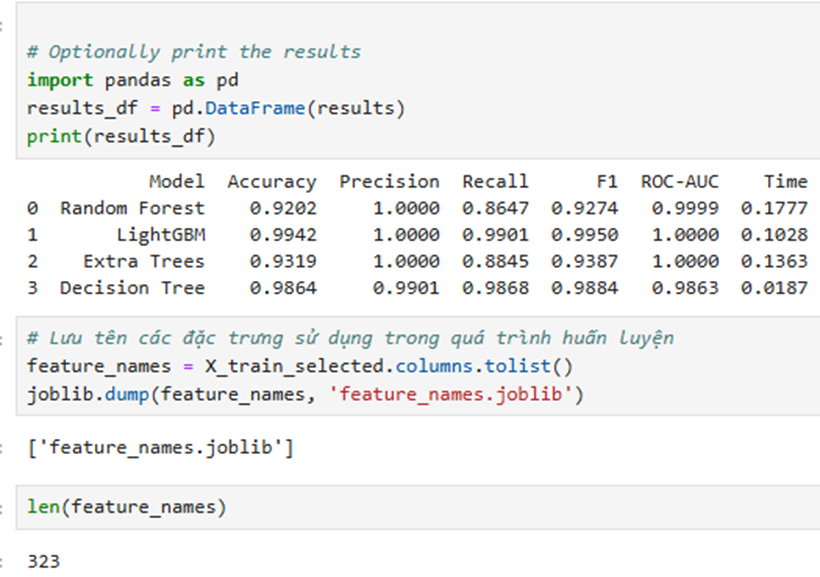 # Optionally print the results
import pandas as pd
results_df = pd.DataFrame(results)
print(results_df)
Model Accuracy Precision Recall F1 ROC-AUC Time
0 Random Forest 0.9202 1.0000 0.8647 0.9274 0.9999 0.1777
1 LightGBM 0.9942 1.0000 0.9901 0.9950 1.0000 0.1028
2 Extra Trees 0.9319 1.0000 0.8845 0.9387 1.0000 0.1363
3 Decision Tree 0.9864 0.9901 0.9868 0.9884 0.9863 0.0187
# Lưu tên các đặc trưng sử dụng trong quá trình huấn luyện
feature_names = X_train_selected.columns.tolist()
joblib.dump(feature_names, 'feature_names.joblib')
['feature_names.joblib']
len(feature_names)
323